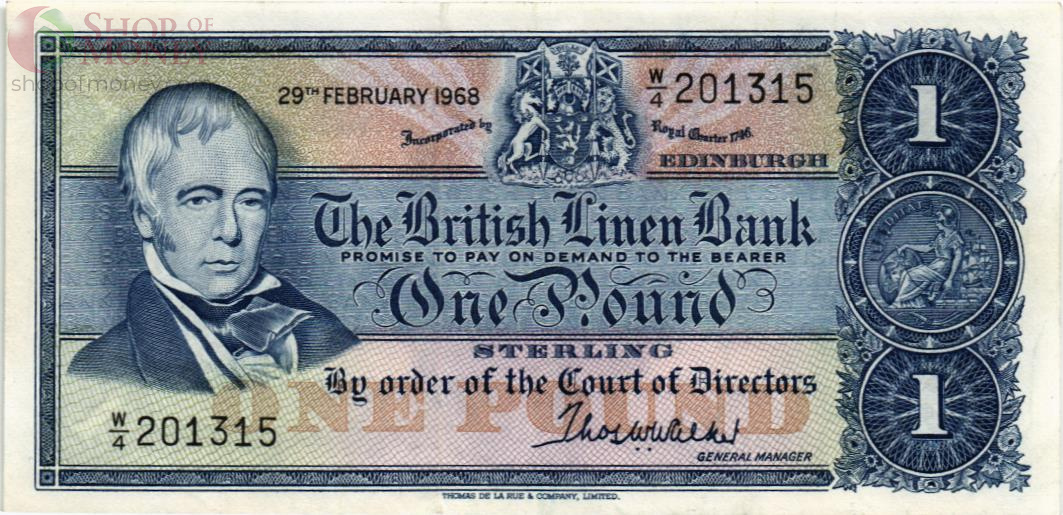 SHOP OF
MONEY
shopofmoney
29TH FEBRUARY 1968
W/4 201315
Incorporated by
Royal Charter 1746.
EDINBURGH
1
The British Linen Bank
PROMISE TO PAY ON DEMAND TO THE BEARER
One Pound
STERLING
By order of the Court of Directors
ONE POUND
W/4 201315
Thos W Walker
GENERAL MANAGER
1
THOMAS DE LA RUE & COMPANY, LIMITED.